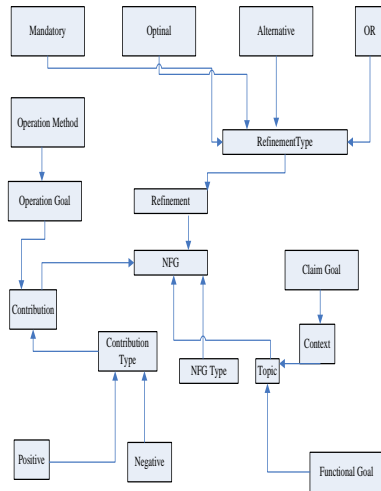 Mandatory
Optinal
Alternative
OR
Operation Method
RefinementType
Operation Goal
Refinement
NFG
Claim Goal
Contribution
Contribution
Type
Context
NFG Type
Topic
Positive
Negative
Functional Goal